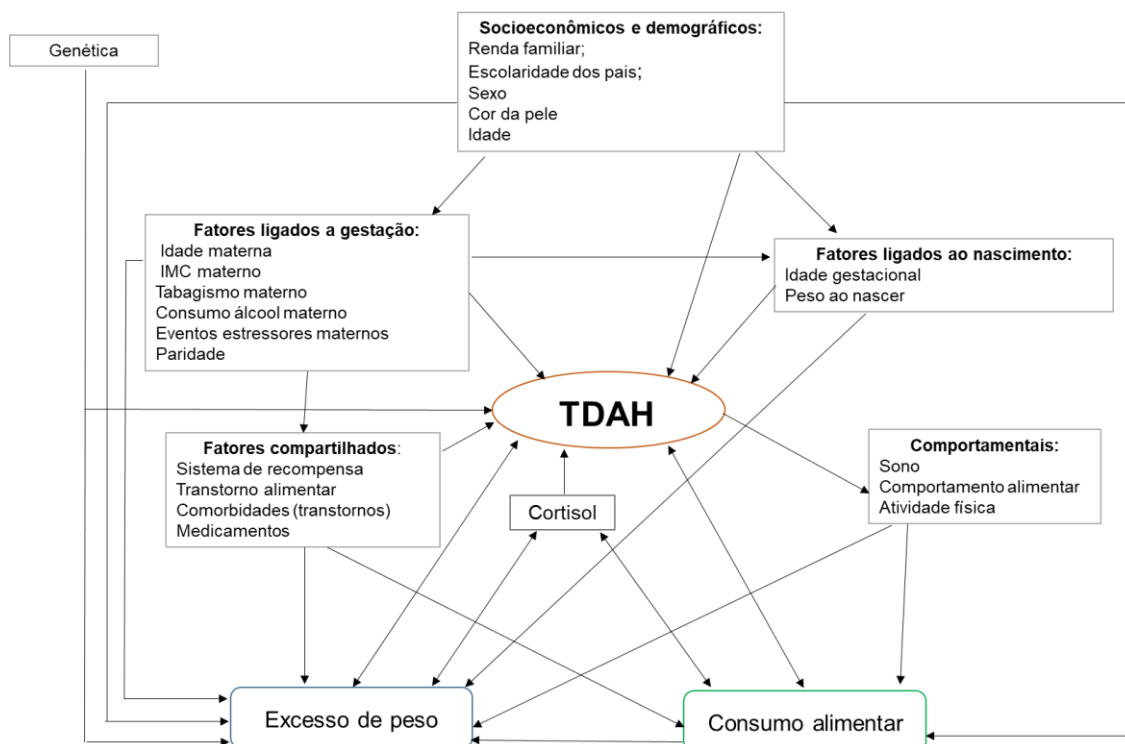 Socioeconômicos e demográficos:
Renda familiar;
Escolaridade dos pais;
Sexo
Cor da pele
Idade
Genética
Fatores ligados a gestação:
Idade materna
IMC materno
Tabagismo materno
Consumo álcool materno
Eventos estressores maternos
Paridade
Fatores ligados ao nascimento:
Idade gestacional
Peso ao nascer
TDAH
Fatores compartilhados:
Sistema de recompensa
Transtorno alimentar
Comorbidades (transtornos)
Medicamentos
Cortisol
Comportamentais:
Sono
Comportamento alimentar
Atividade física
Excesso de peso
Consumo alimentar